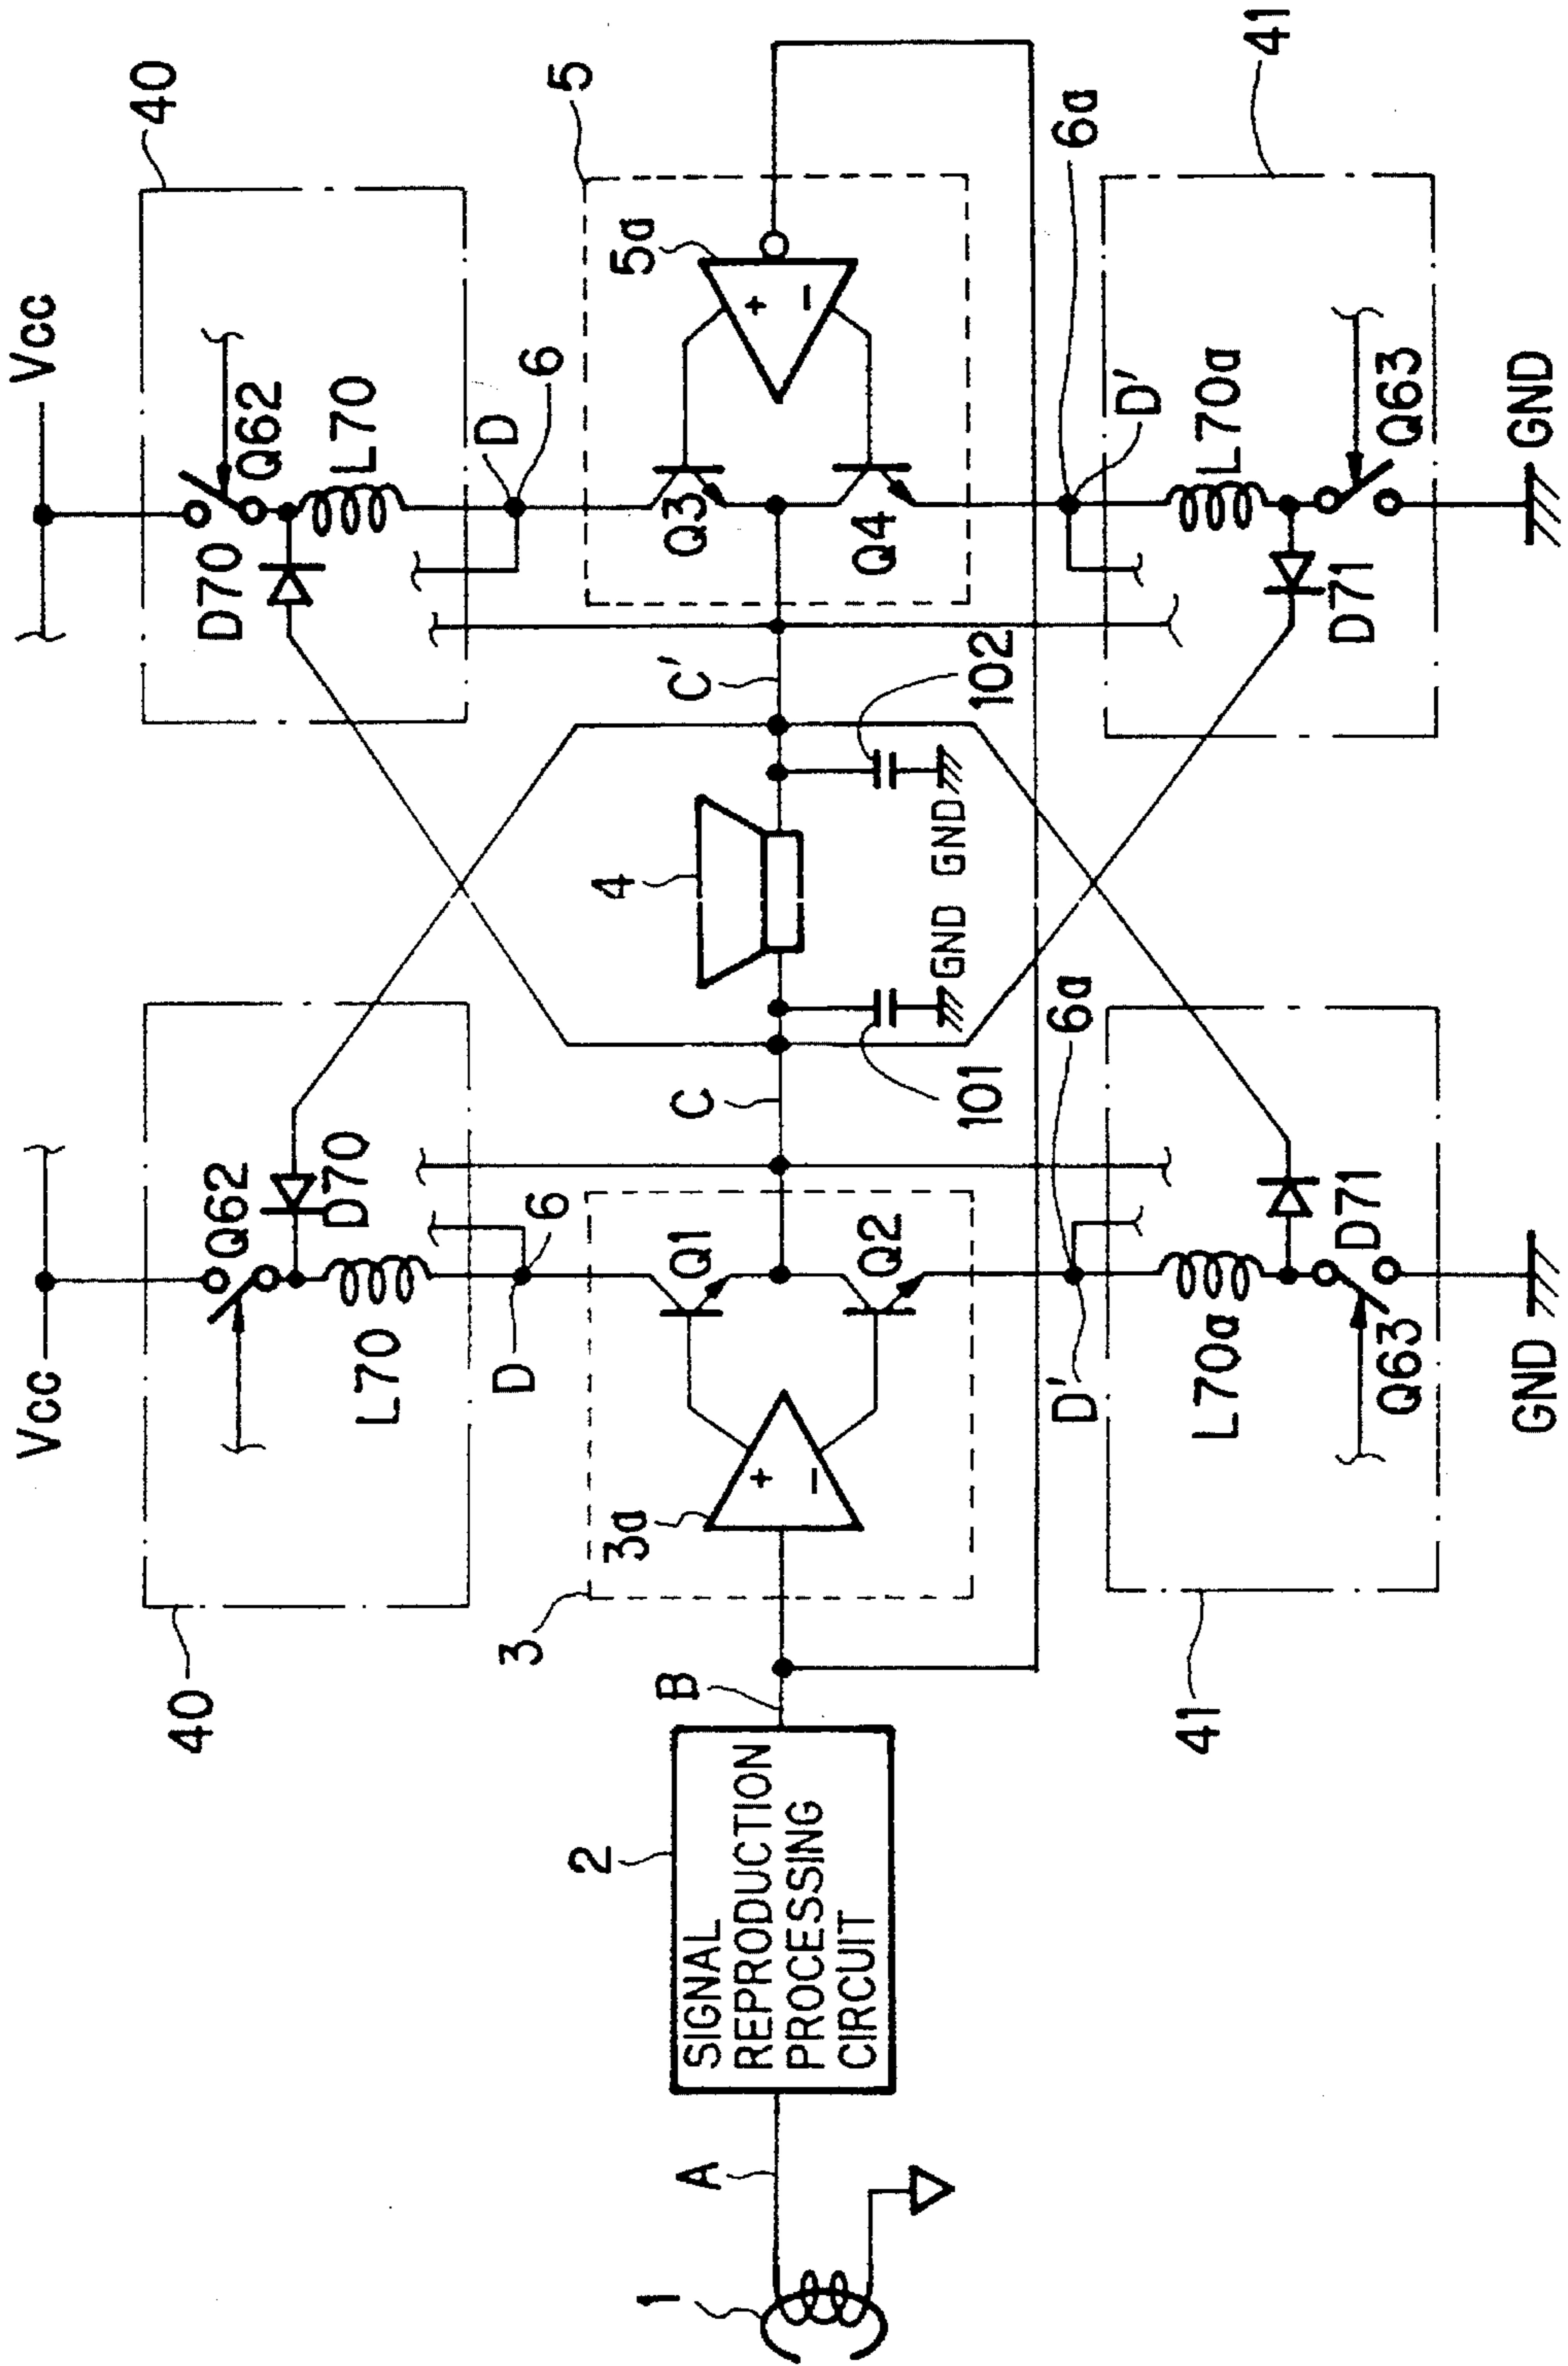 Vcc
Vcc
40
40
Q62
D70
Q62
D70
L70
L70
D
6
6
D
3
5
2
4
3a
5a
1
A
B
C
C'
Q1
Q3
+
−
+
−
Q2
Q4
SIGNAL
REPRODUCTION
PROCESSING
CIRCUIT
GND
GND
101
102
D'
6a
6a
D'
L70a
L70a
D71
D71
Q63
Q63
41
41
GND
GND